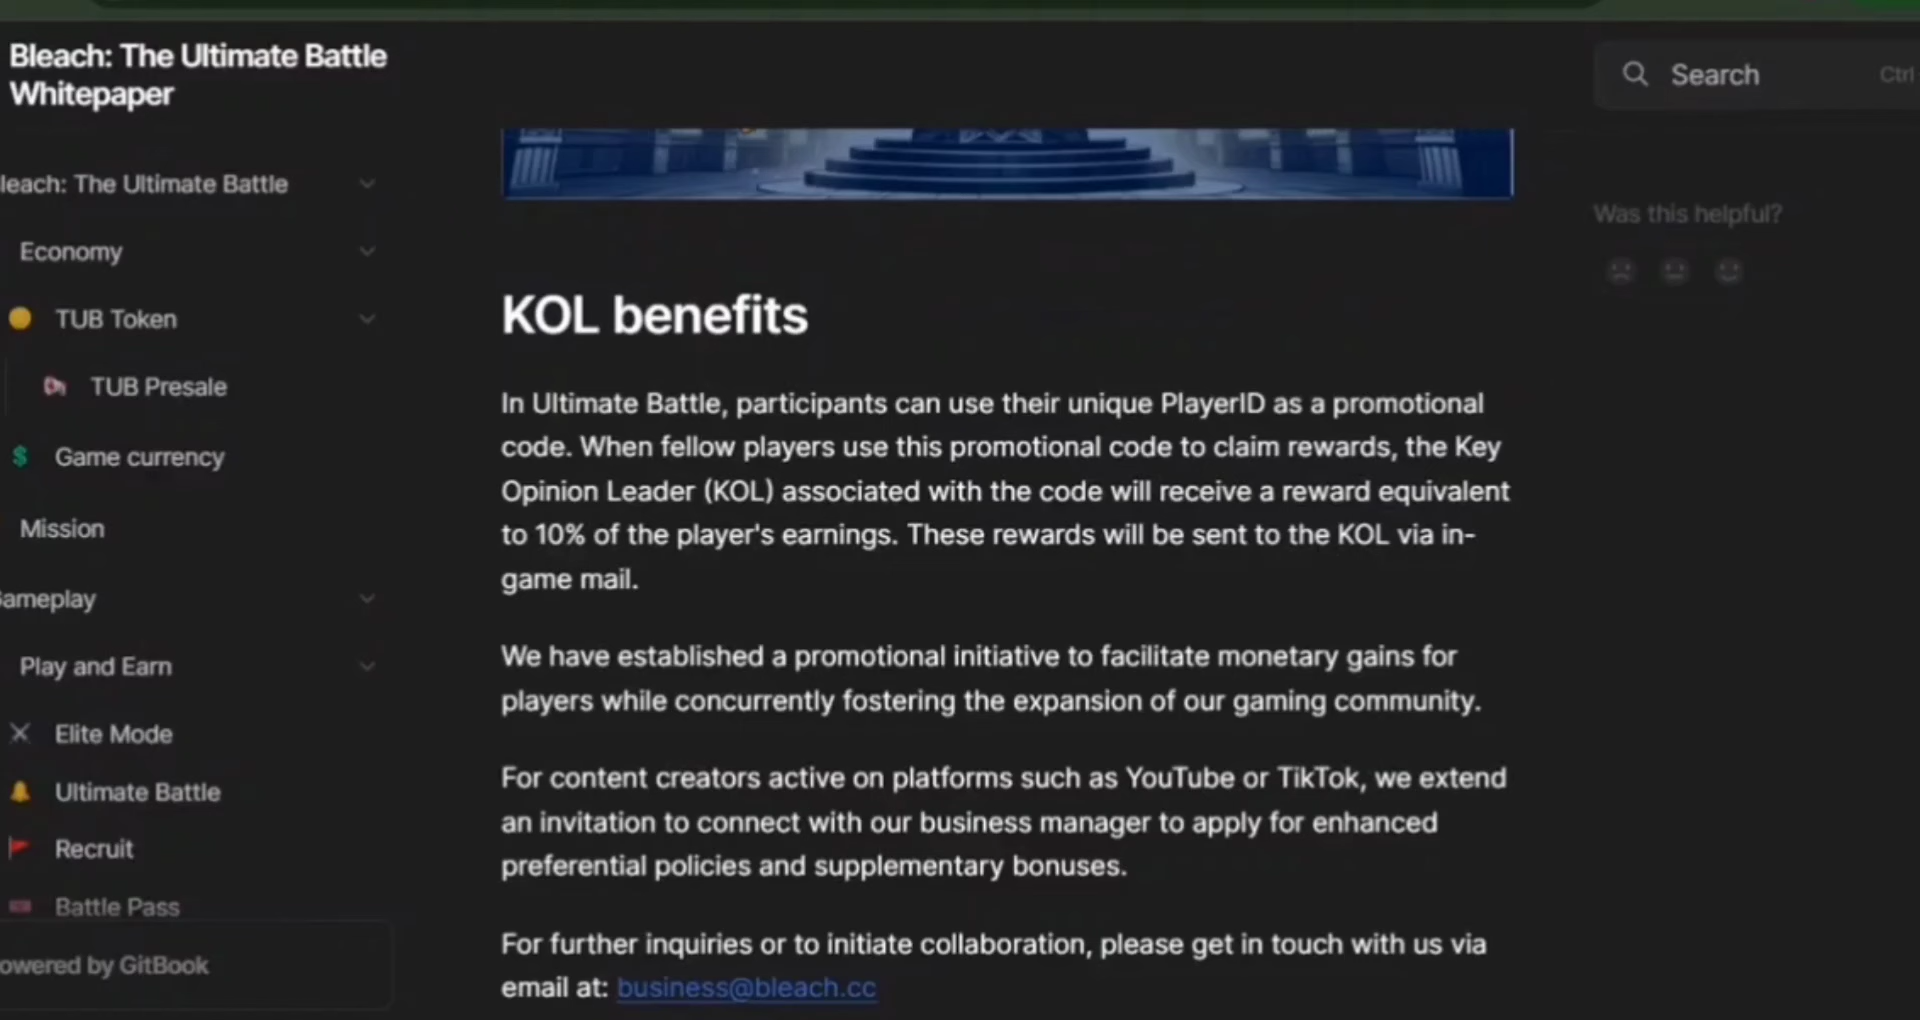 Bleach: The Ultimate Battle
Whitepaper
Search
Ctrl
leach: The Ultimate Battle
Economy
TUB Token
TUB Presale
Game currency
Mission
ameplay
Play and Earn
Elite Mode
Ultimate Battle
Recruit
Battle Pass
owered by GitBook
KOL benefits
In Ultimate Battle, participants can use their unique PlayerID as a promotional
code. When fellow players use this promotional code to claim rewards, the Key
Opinion Leader (KOL) associated with the code will receive a reward equivalent
to 10% of the player's earnings. These rewards will be sent to the KOL via in-
game mail.
We have established a promotional initiative to facilitate monetary gains for
players while concurrently fostering the expansion of our gaming community.
For content creators active on platforms such as YouTube or TikTok, we extend
an invitation to connect with our business manager to apply for enhanced
preferential policies and supplementary bonuses.
For further inquiries or to initiate collaboration, please get in touch with us via
email at: business@bleach.cc
Was this helpful?